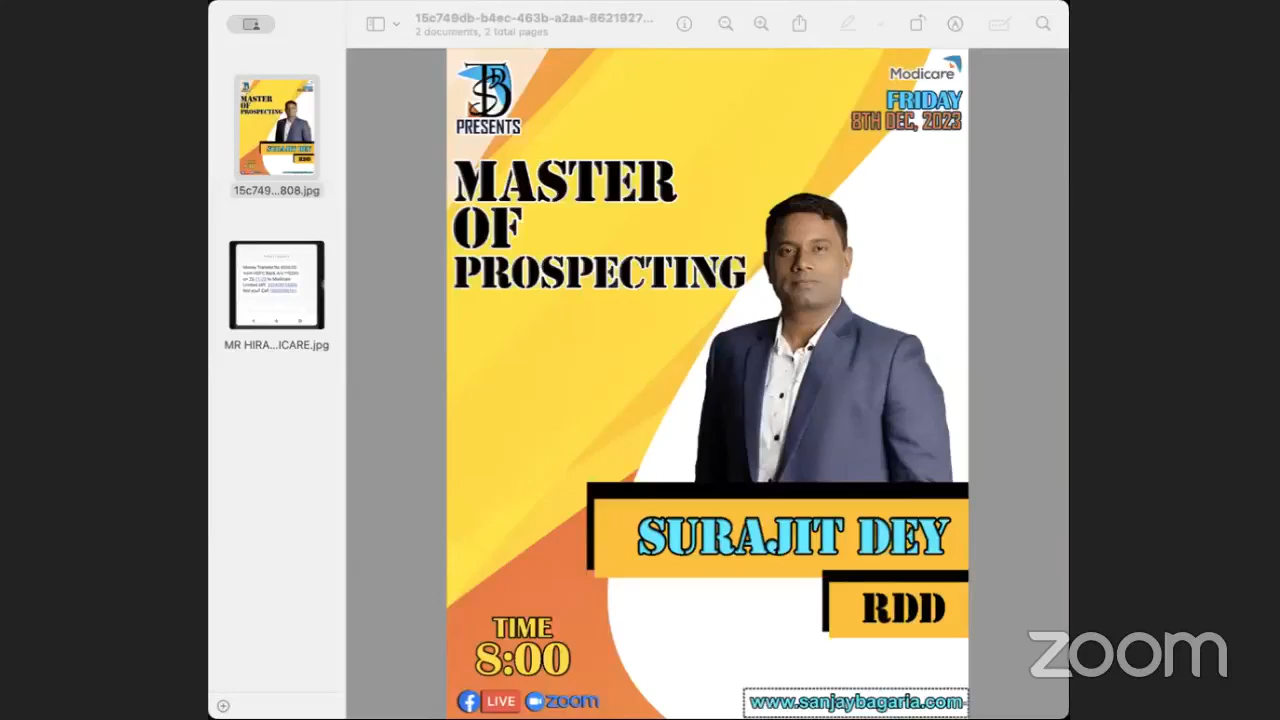 15c749db-b4ec-463b-a2aa-8621927...
2 documents, 2 total pages
15c749...808.jpg
MR HIRA...ICARE.jpg
PRESENTS
Modicare
FRIDAY
8TH DEC, 2023
MASTER
OF
PROSPECTING
SURAJIT DEY
RDD
TIME
8:00
LIVE
zoom
www.sanjaybagaria.com
zoom